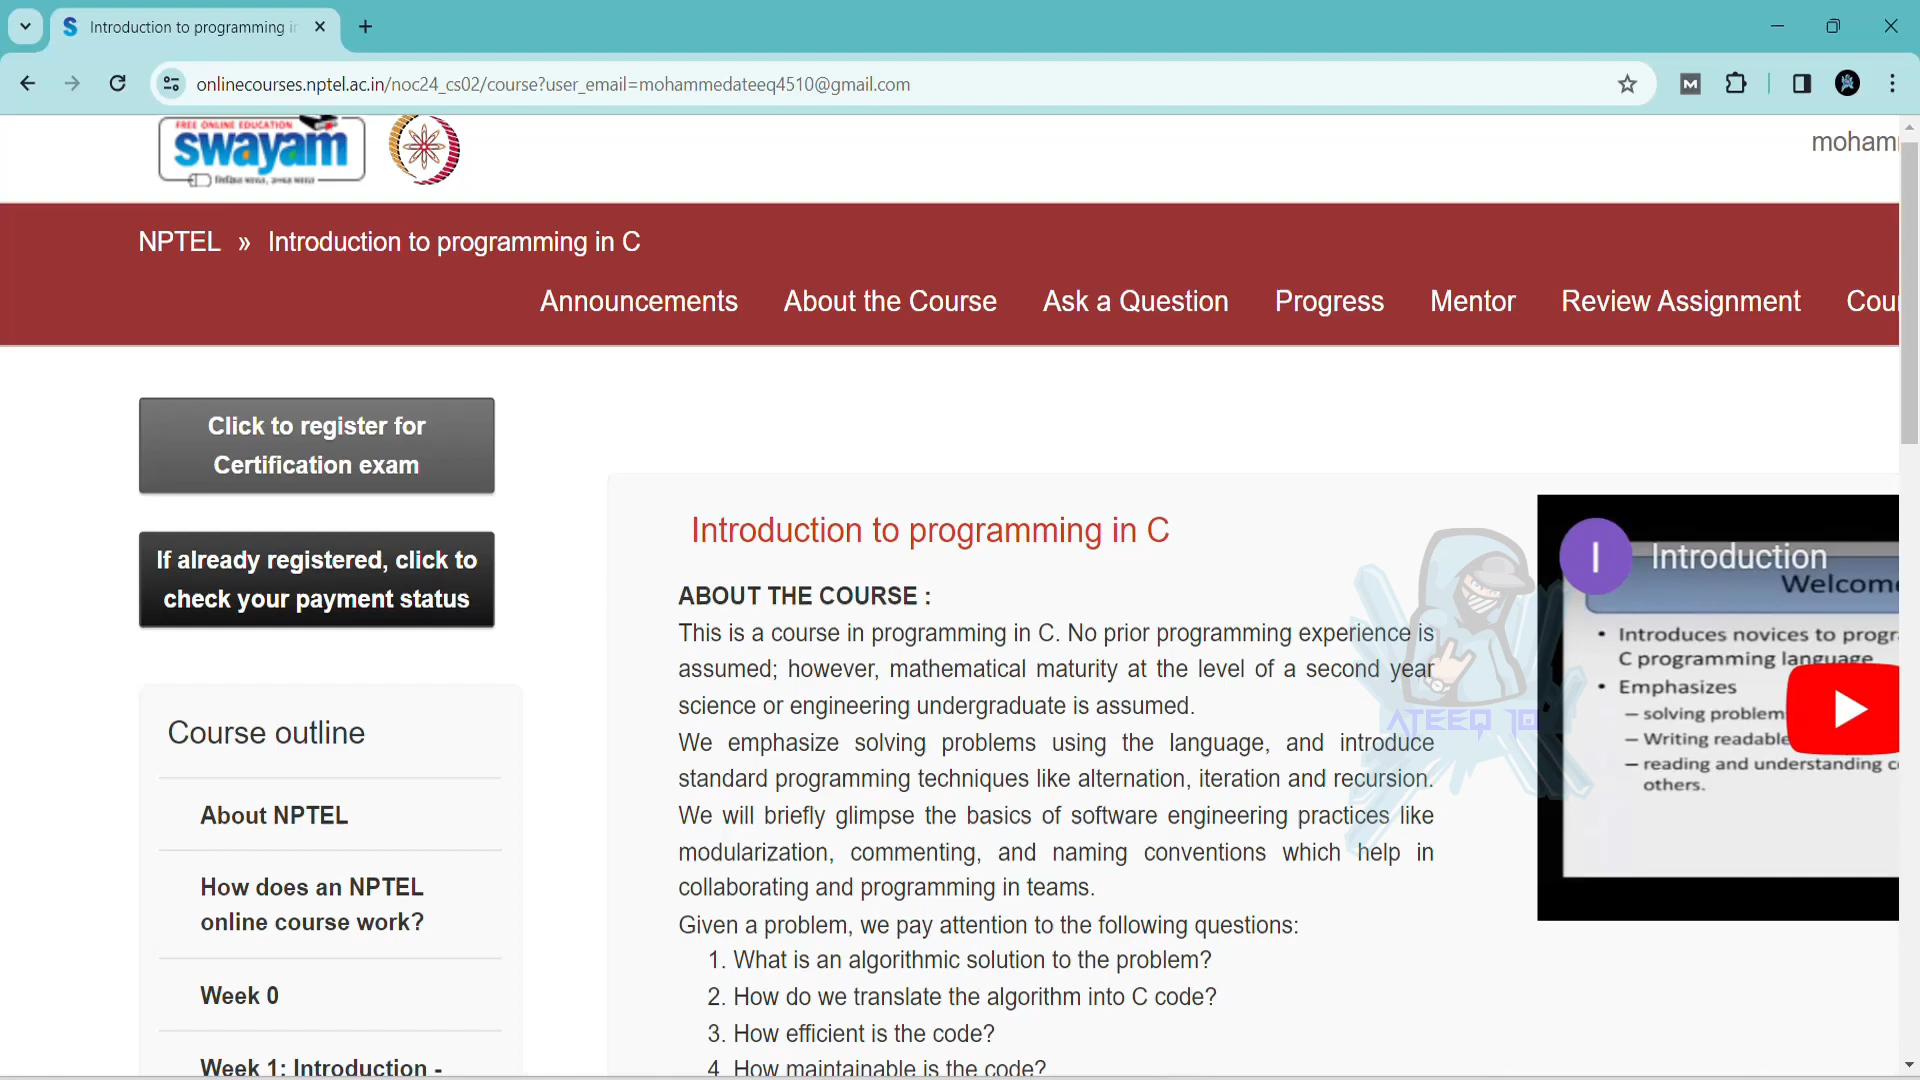 Introduction to programming in
onlinecourses.nptel.ac.in/noc24_cs02/course?user_email=mohammedateeq4510@gmail.com
FREE ONLINE EDUCATION
swayam
moham
NPTEL » Introduction to programming in C
Announcements About the Course Ask a Question Progress Mentor Review Assignment Cou
Click to register for
Certification exam
If already registered, click to
check your payment status
Course outline
About NPTEL
How does an NPTEL
online course work?
Week 0
Week 1: Introduction -
Introduction to programming in C
ABOUT THE COURSE :
This is a course in programming in C. No prior programming experience is
assumed; however, mathematical maturity at the level of a second year
science or engineering undergraduate is assumed.
We emphasize solving problems using the language, and introduce
standard programming techniques like alternation, iteration and recursion.
We will briefly glimpse the basics of software engineering practices like
modularization, commenting, and naming conventions which help in
collaborating and programming in teams.
Given a problem, we pay attention to the following questions:
1. What is an algorithmic solution to the problem?
2. How do we translate the algorithm into C code?
3. How efficient is the code?
4. How maintainable is the code?
ATEEQ 10
I Introduction
Welcome
• Introduces novices to progr
C programming language
• Emphasizes
– solving problem
– Writing readable
– reading and understanding c
others.